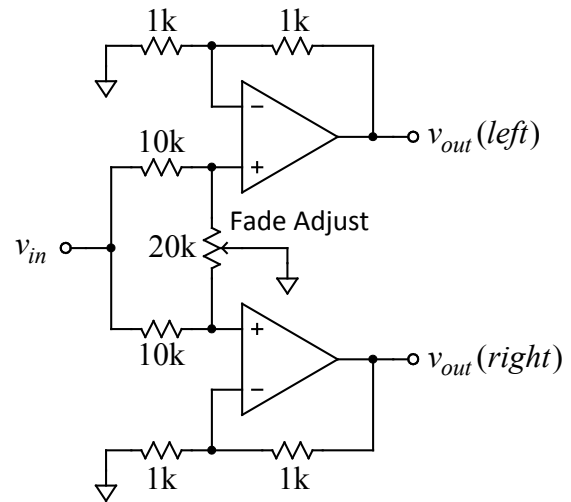 1k 1k
−
v_out (left)
10k
+
Fade Adjust
v_in 20k
+
10k
v_out (right)
−
1k 1k